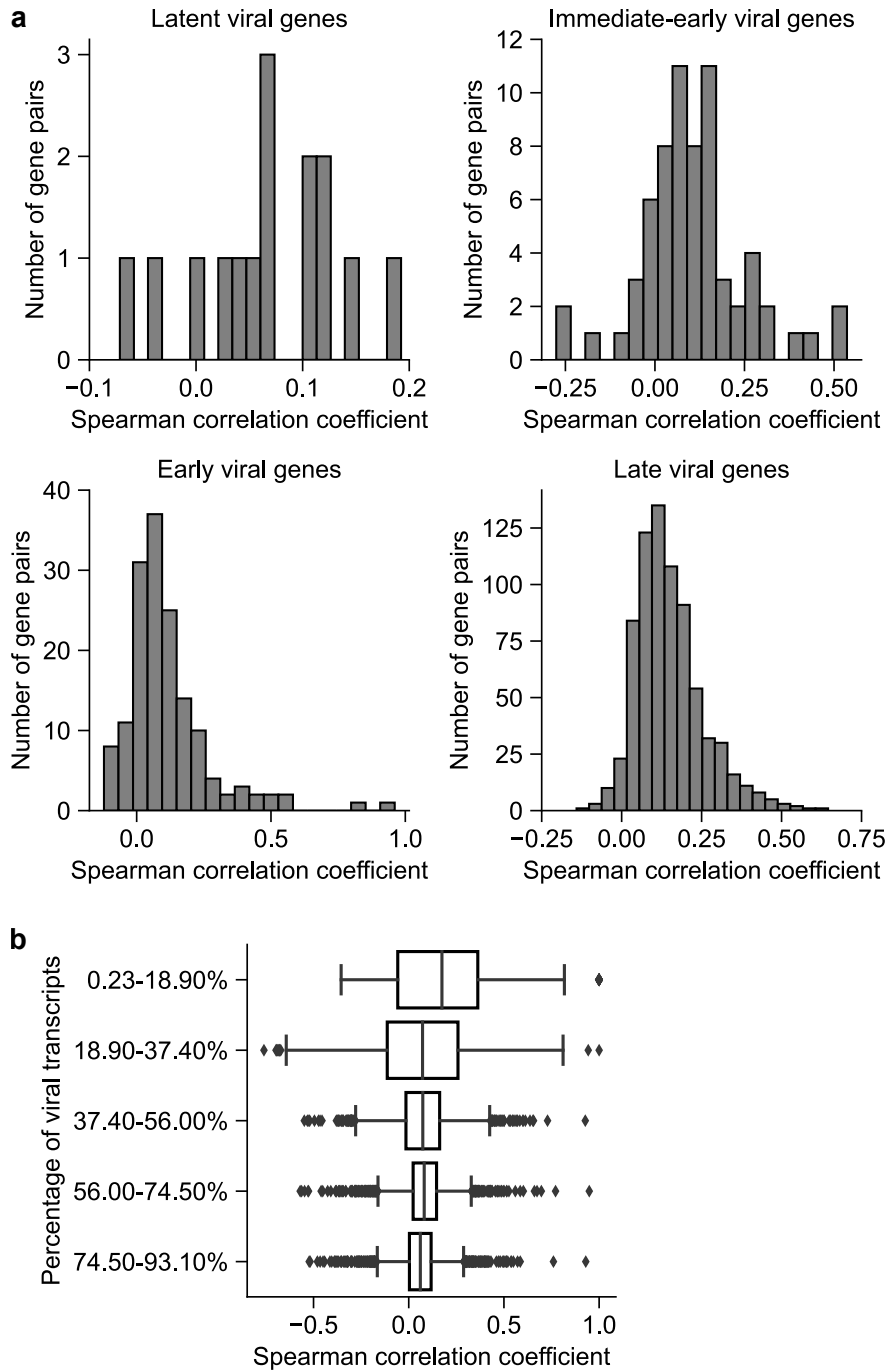 a
Latent viral genes
Number of gene pairs
3
2
1
0
−0.1
0.0
0.1
0.2
Spearman correlation coefficient
Immediate-early viral genes
Number of gene pairs
12
10
8
6
4
2
0
−0.25
0.00
0.25
0.50
Spearman correlation coefficient
Early viral genes
Number of gene pairs
40
30
20
10
0
0.0
0.5
1.0
Spearman correlation coefficient
Late viral genes
Number of gene pairs
125
100
75
50
25
0
−0.25
0.00
0.25
0.50
0.75
Spearman correlation coefficient
b
Percentage of viral transcripts
0.23-18.90%
18.90-37.40%
37.40-56.00%
56.00-74.50%
74.50-93.10%
−0.5
0.0
0.5
1.0
Spearman correlation coefficient